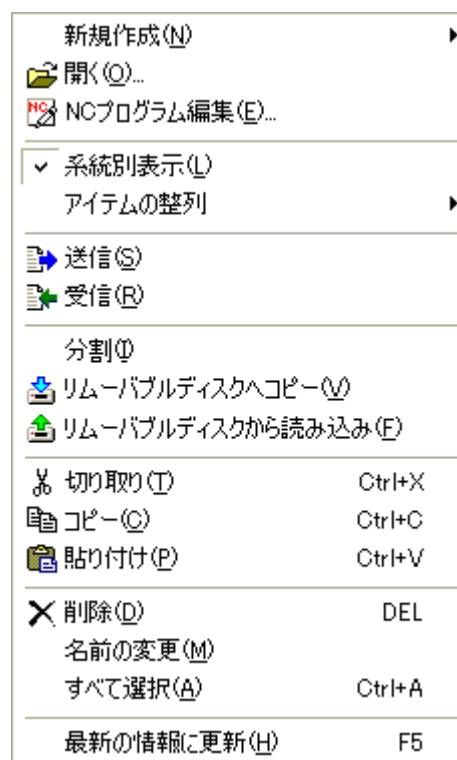 新規作成(N)
開く(O)...
NCプログラム編集(E)...
系統別表示(L)
アイテムの整列
送信(S)
受信(R)
分割(I)
リムーバブルディスクへコピー(V)
リムーバブルディスクから読み込み(F)
切り取り(T) Ctrl+X
コピー(C) Ctrl+C
貼り付け(P) Ctrl+V
削除(D) DEL
名前の変更(M)
すべて選択(A) Ctrl+A
最新の情報に更新(H) F5